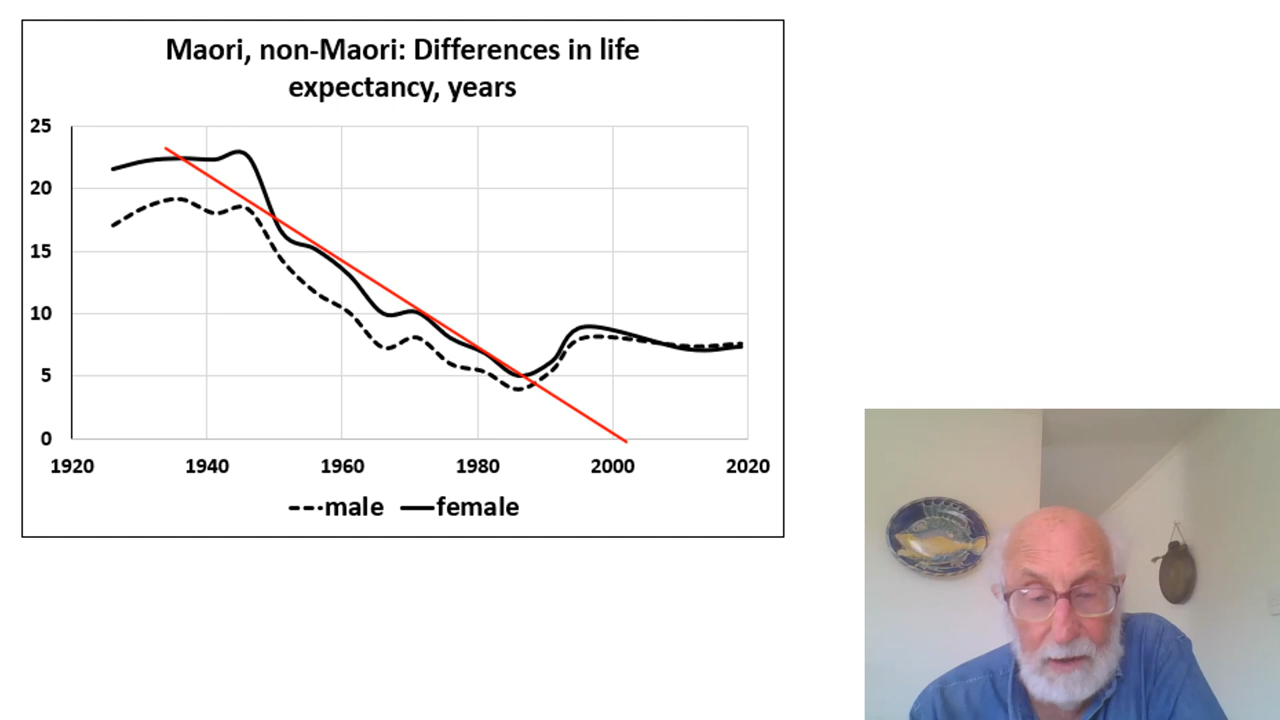 Maori, non-Maori: Differences in life
expectancy, years
25
20
15
10
5
0
1920 1940 1960 1980 2000 2020
male female